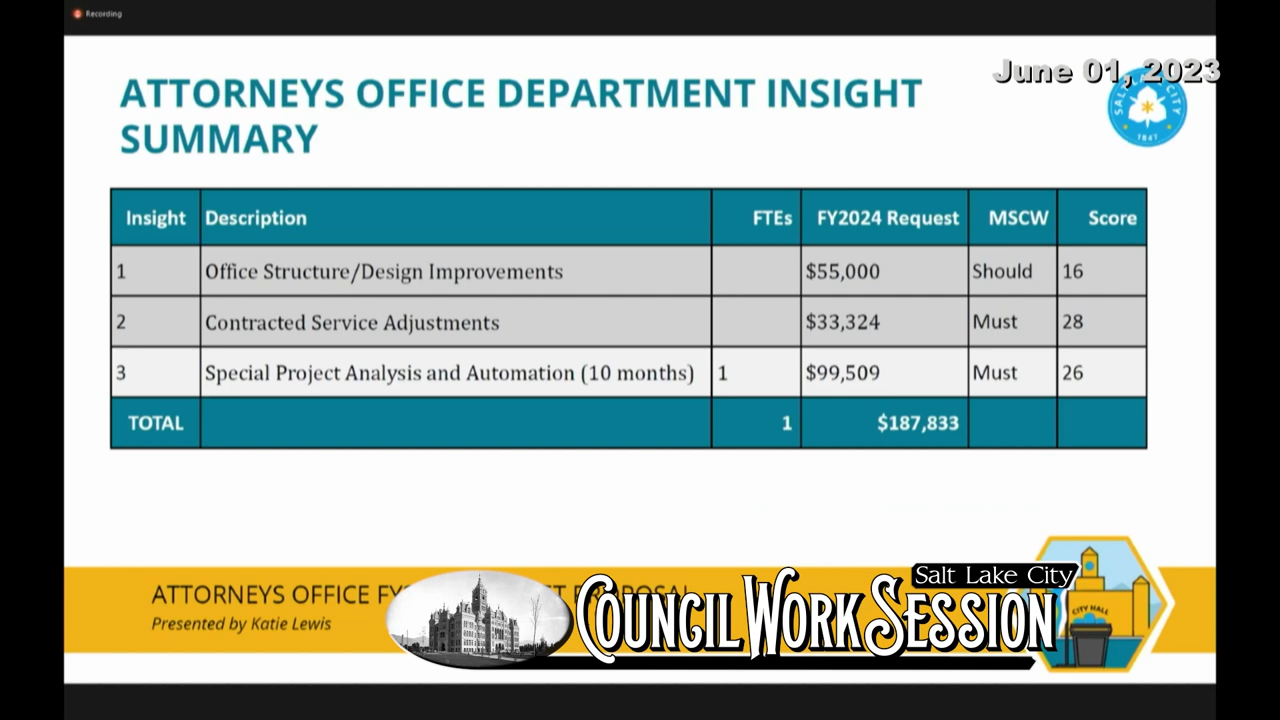 Recording
June 01, 2023
ATTORNEYS OFFICE DEPARTMENT INSIGHT
SUMMARY
SALT CITY
1847
Insight Description FTEs FY2024 Request MSCW Score
1 Office Structure/Design Improvements $55,000 Should 16
2 Contracted Service Adjustments $33,324 Must 28
3 Special Project Analysis and Automation (10 months) 1 $99,509 Must 26
TOTAL 1 $187,833
ATTORNEYS OFFICE
Presented by Katie Lewis
Salt Lake City
COUNCIL WORK SESSION
CITY HALL